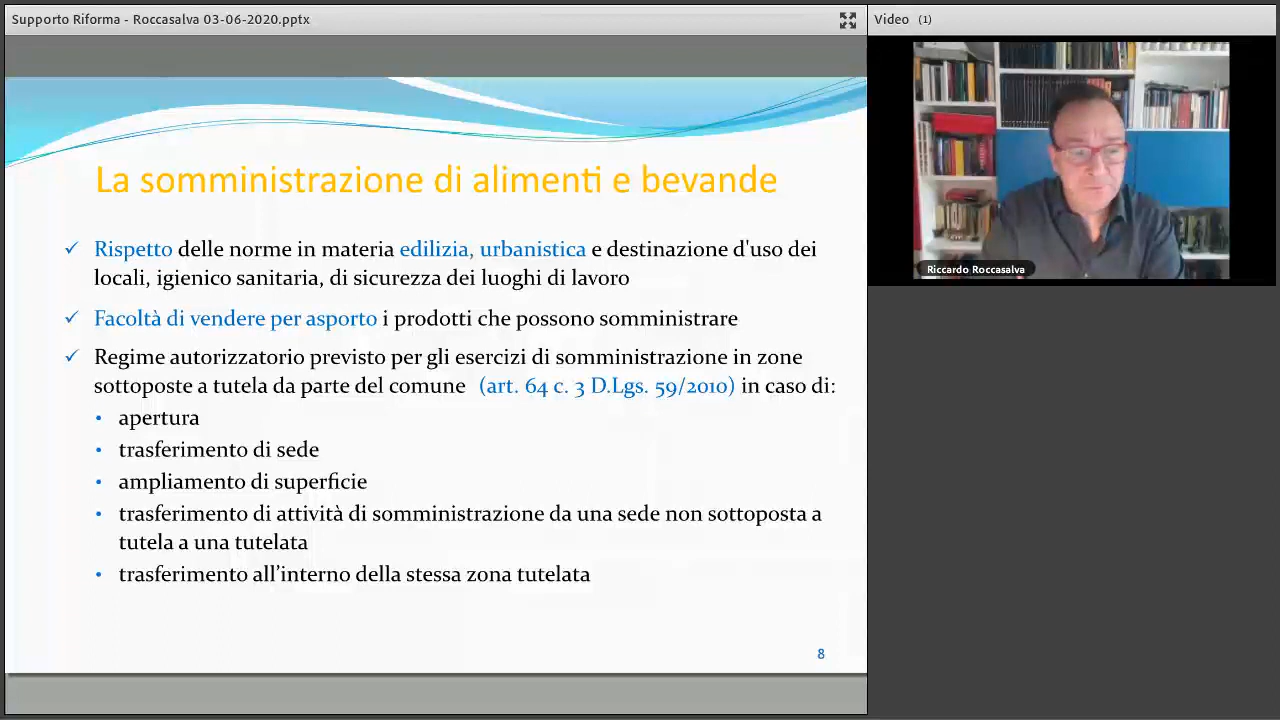 Supporto Riforma - Roccasalva 03-06-2020.pptx
Video (1)
Riccardo Roccasalva
La somministrazione di alimenti e bevande
✓ Rispetto delle norme in materia edilizia, urbanistica e destinazione d'uso dei
locali, igienico sanitaria, di sicurezza dei luoghi di lavoro
✓ Facoltà di vendere per asporto i prodotti che possono somministrare
✓ Regime autorizzatorio previsto per gli esercizi di somministrazione in zone
sottoposte a tutela da parte del comune (art. 64 c. 3 D.Lgs. 59/2010) in caso di:
• apertura
• trasferimento di sede
• ampliamento di superficie
• trasferimento di attività di somministrazione da una sede non sottoposta a
tutela a una tutelata
• trasferimento all'interno della stessa zona tutelata
8